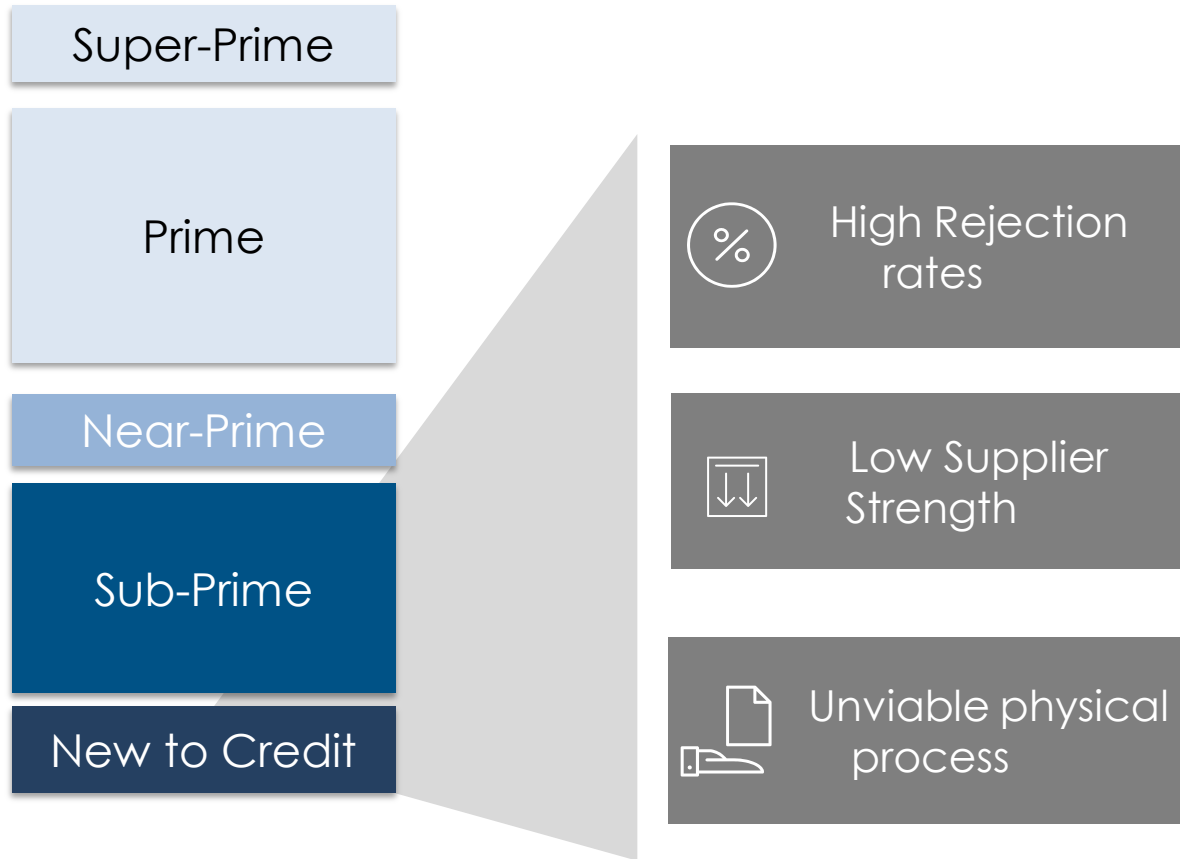 Super-Prime
Prime
Near-Prime
Sub-Prime
New to Credit
High Rejection
rates
Low Supplier
Strength
Unviable physical
process